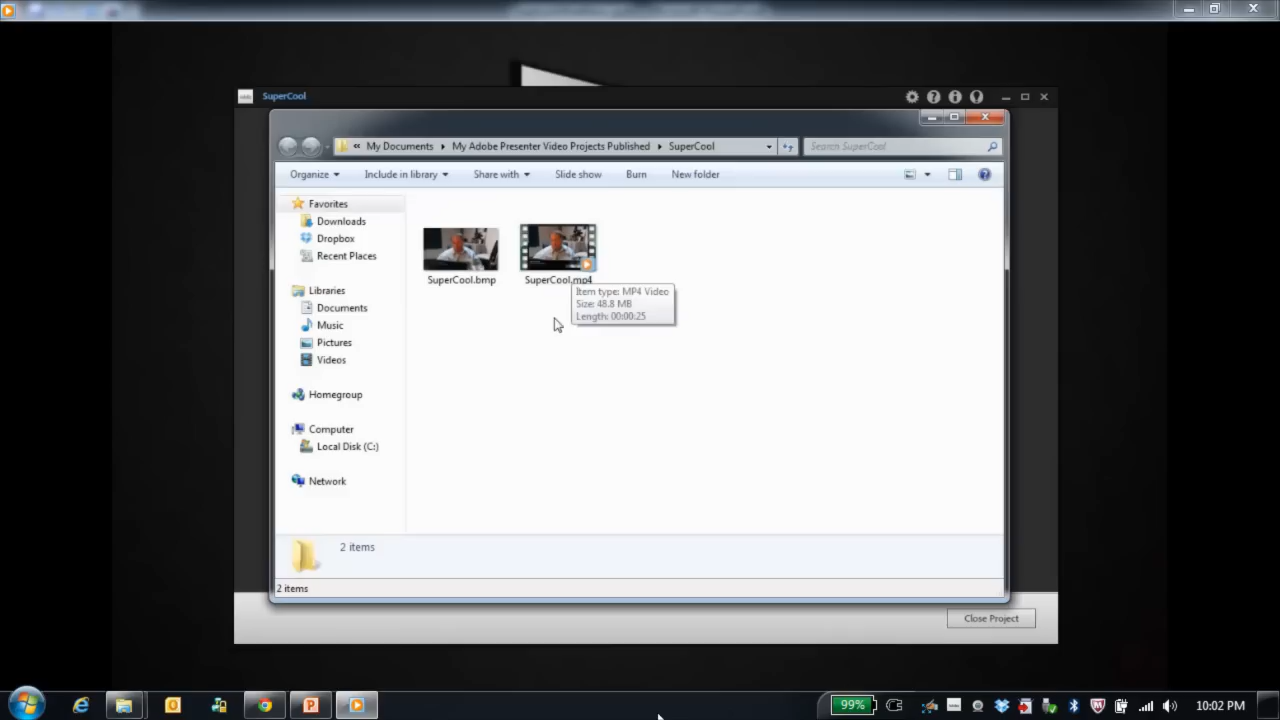 SuperCool
« My Documents ▸ My Adobe Presenter Video Projects Published ▸ SuperCool
Search SuperCool
Organize Include in library Share with Slide show Burn New folder
Favorites
Downloads
Dropbox
Recent Places
Libraries
Documents
Music
Pictures
Videos
Homegroup
Computer
Local Disk (C:)
Network
SuperCool.bmp
SuperCool.mp4
Item type: MP4 Video
Size: 48.8 MB
Length: 00:00:25
2 items
2 items
Close Project
99%
10:02 PM